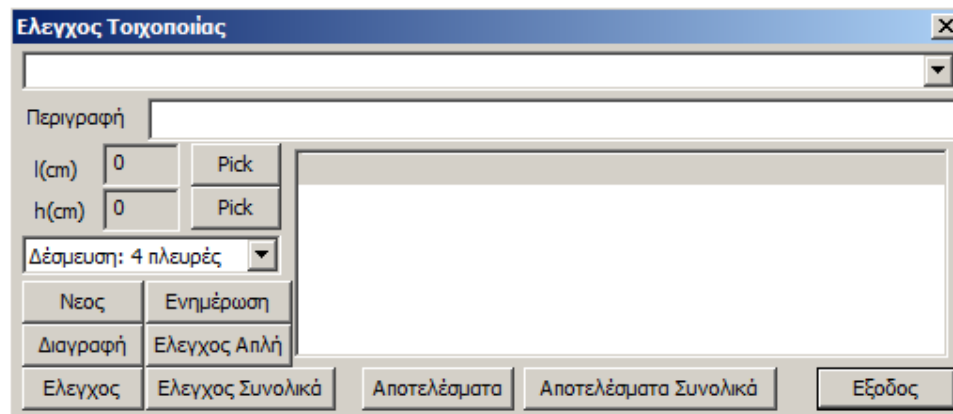 Ελεγχος Τοιχοποιίας
Περιγραφή
l(cm) 0 Pick
h(cm) 0 Pick
Δέσμευση: 4 πλευρές
Νεος Ενημέρωση
Διαγραφή Ελεγχος Απλή
Ελεγχος Ελεγχος Συνολικά Αποτελέσματα Αποτελέσματα Συνολικά Εξοδος